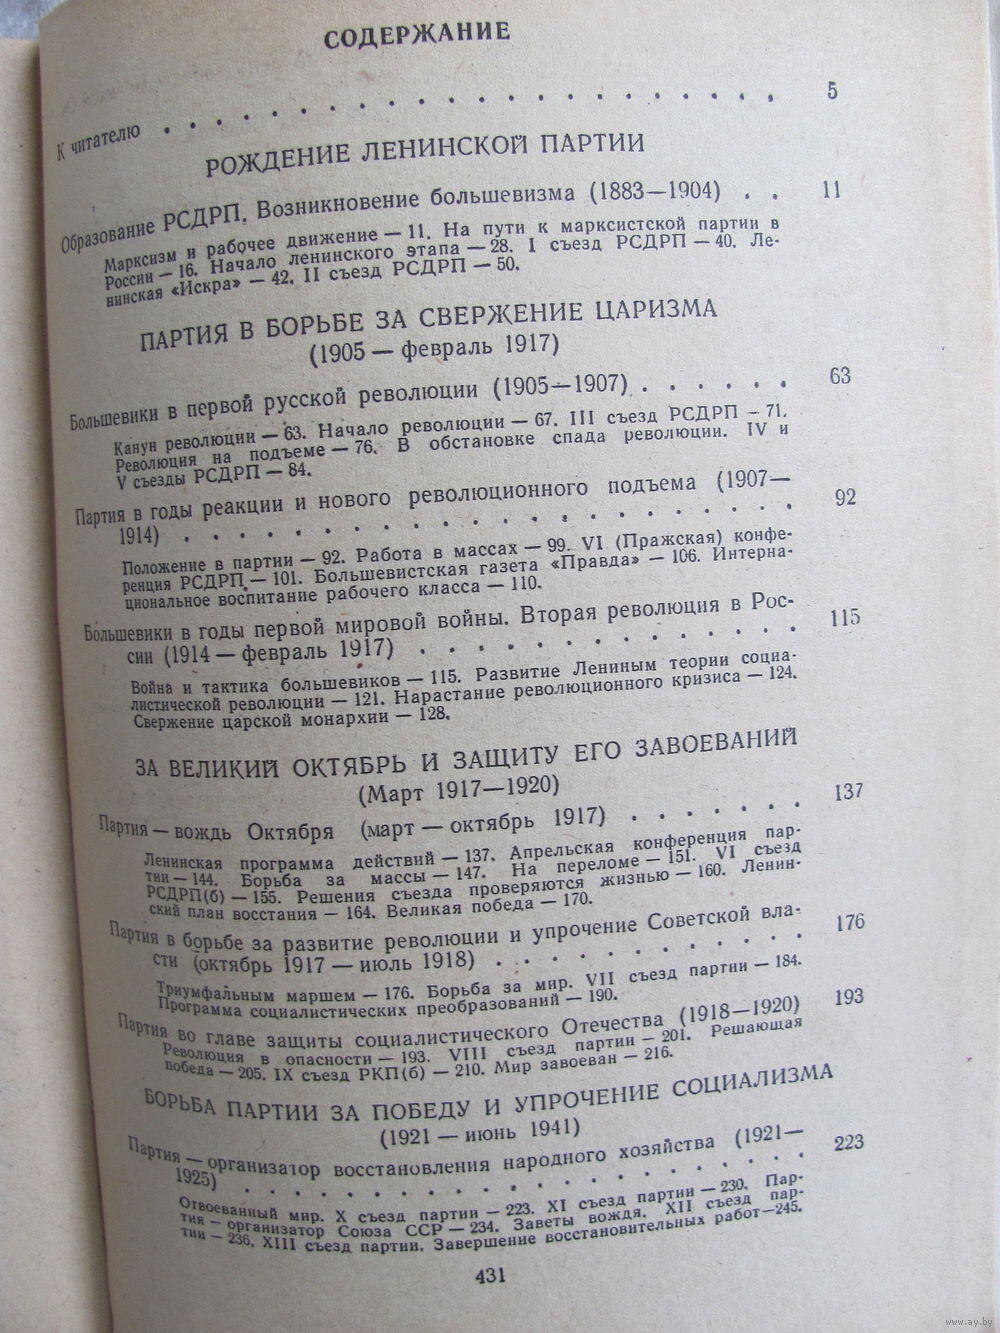 СОДЕРЖАНИЕ
К читателю . . . . . . . . . . . . . . . . . . . . . . 5
РОЖДЕНИЕ ЛЕНИНСКОЙ ПАРТИИ
Образование РСДРП. Возникновение большевизма (1883—1904) . . 11
Марксизм и рабочее движение — 11. На пути к марксистской партии в
России — 16. Начало ленинского этапа — 28. I съезд РСДРП — 40. Ле-
нинская «Искра» — 42. II съезд РСДРП — 50.
ПАРТИЯ В БОРЬБЕ ЗА СВЕРЖЕНИЕ ЦАРИЗМА
(1905 — февраль 1917)
Большевики в первой русской революции (1905—1907) . . . . . . 63
Канун революции — 63. Начало революции — 67. III съезд РСДРП — 71.
Революция на подъеме — 76. В обстановке спада революции. IV и
V съезды РСДРП — 84.
Партия в годы реакции и нового революционного подъема (1907—
1914) . . . . . . . . . . . . . . . . . . . . . . 92
Положение в партии — 92. Работа в массах — 99. VI (Пражская) конфе-
ренция РСДРП — 101. Большевистская газета «Правда» — 106. Интерна-
циональное воспитание рабочего класса — 110.
Большевики в годы первой мировой войны. Вторая революция в Рос-
сии (1914 — февраль 1917) . . . . . . . . . . . . . 115
Война и тактика большевиков — 115. Развитие Лениным теории социа-
листической революции — 121. Нарастание революционного кризиса — 124.
Свержение царской монархии — 128.
ЗА ВЕЛИКИЙ ОКТЯБРЬ И ЗАЩИТУ ЕГО ЗАВОЕВАНИЙ
(Март 1917—1920)
Партия — вождь Октября (март — октябрь 1917) . . . . . . . 137
Ленинская программа действий — 137. Апрельская конференция пар-
тии — 144. Борьба за массы — 147. На переломе — 151. VI съезд
РСДРП(б) — 155. Решения съезда проверяются жизнью — 160. Ленин-
ский план восстания — 164. Великая победа — 170.
Партия в борьбе за развитие революции и упрочение Советской вла-
сти (октябрь 1917 — июль 1918) . . . . . . . . . . . 176
Триумфальным маршем — 176. Борьба за мир. VII съезд партии — 184.
Программа социалистических преобразований — 190.
Партия во главе защиты социалистического Отечества (1918—1920) 193
Революция в опасности — 193. VIII съезд партии — 201. Решающая
победа — 205. IX съезд РКП(б) — 210. Мир завоеван — 216.
БОРЬБА ПАРТИИ ЗА ПОБЕДУ И УПРОЧЕНИЕ СОЦИАЛИЗМА
(1921 — июнь 1941)
Партия — организатор восстановления народного хозяйства (1921—
1925) . . . . . . . . . . . . . . . . . . . . 223
Отвоеванный мир. X съезд партии — 223. XI съезд партии — 230. Пар-
тия — организатор Союза ССР — 234. Заветы вождя. XII съезд пар-
тии — 236. XIII съезд партии. Завершение восстановительных работ—245.
431
www.ay.by